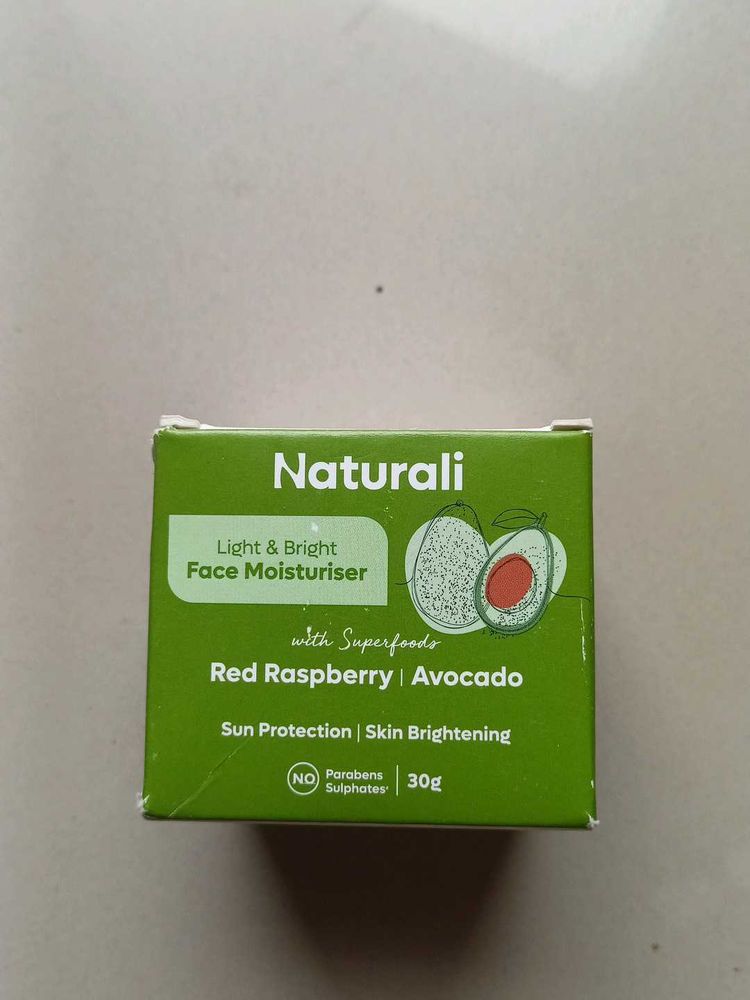 Naturali
Light & Bright
Face Moisturiser
with Superfoods
Red Raspberry | Avocado
Sun Protection | Skin Brightening
NO Parabens
Sulphates' | 30g